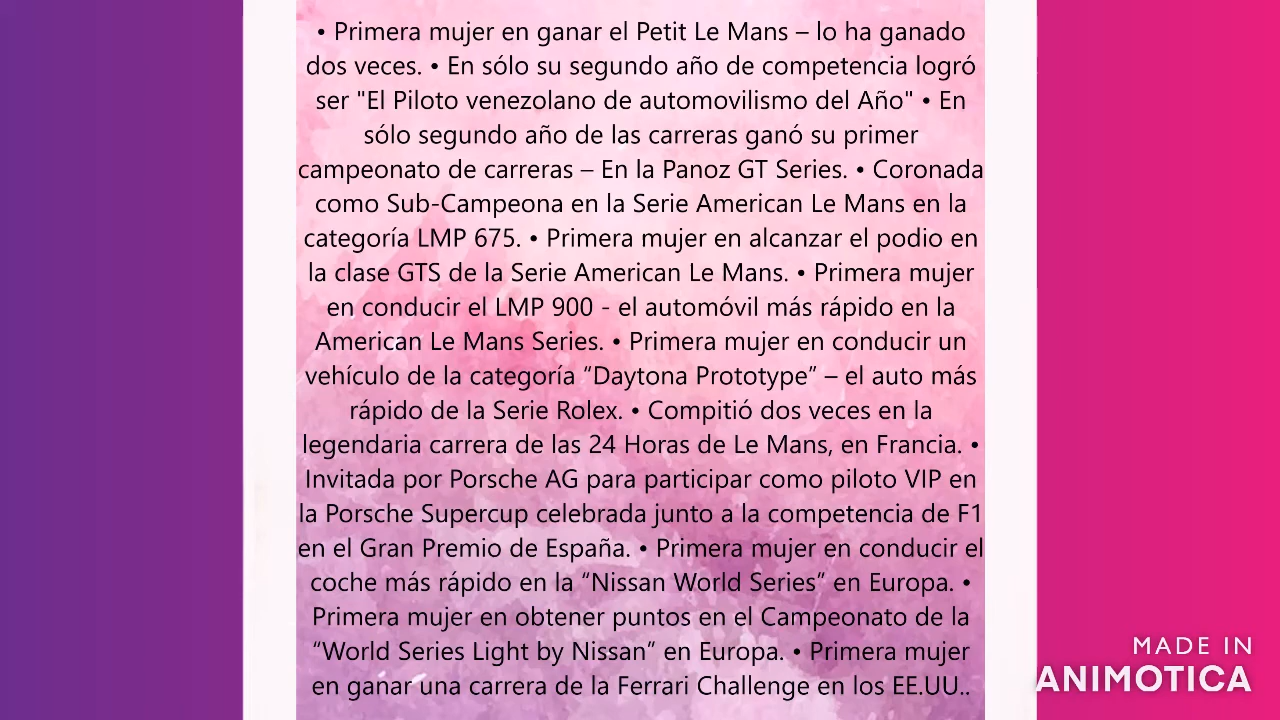 • Primera mujer en ganar el Petit Le Mans – lo ha ganado
dos veces. • En sólo su segundo año de competencia logró
ser "El Piloto venezolano de automovilismo del Año" • En
sólo segundo año de las carreras ganó su primer
campeonato de carreras – En la Panoz GT Series. • Coronada
como Sub-Campeona en la Serie American Le Mans en la
categoría LMP 675. • Primera mujer en alcanzar el podio en
la clase GTS de la Serie American Le Mans. • Primera mujer
en conducir el LMP 900 - el automóvil más rápido en la
American Le Mans Series. • Primera mujer en conducir un
vehículo de la categoría “Daytona Prototype” – el auto más
rápido de la Serie Rolex. • Compitió dos veces en la
legendaria carrera de las 24 Horas de Le Mans, en Francia. •
Invitada por Porsche AG para participar como piloto VIP en
la Porsche Supercup celebrada junto a la competencia de F1
en el Gran Premio de España. • Primera mujer en conducir el
coche más rápido en la “Nissan World Series” en Europa. •
Primera mujer en obtener puntos en el Campeonato de la
“World Series Light by Nissan” en Europa. • Primera mujer
en ganar una carrera de la Ferrari Challenge en los EE.UU..
MADE IN
ANIMOTICA